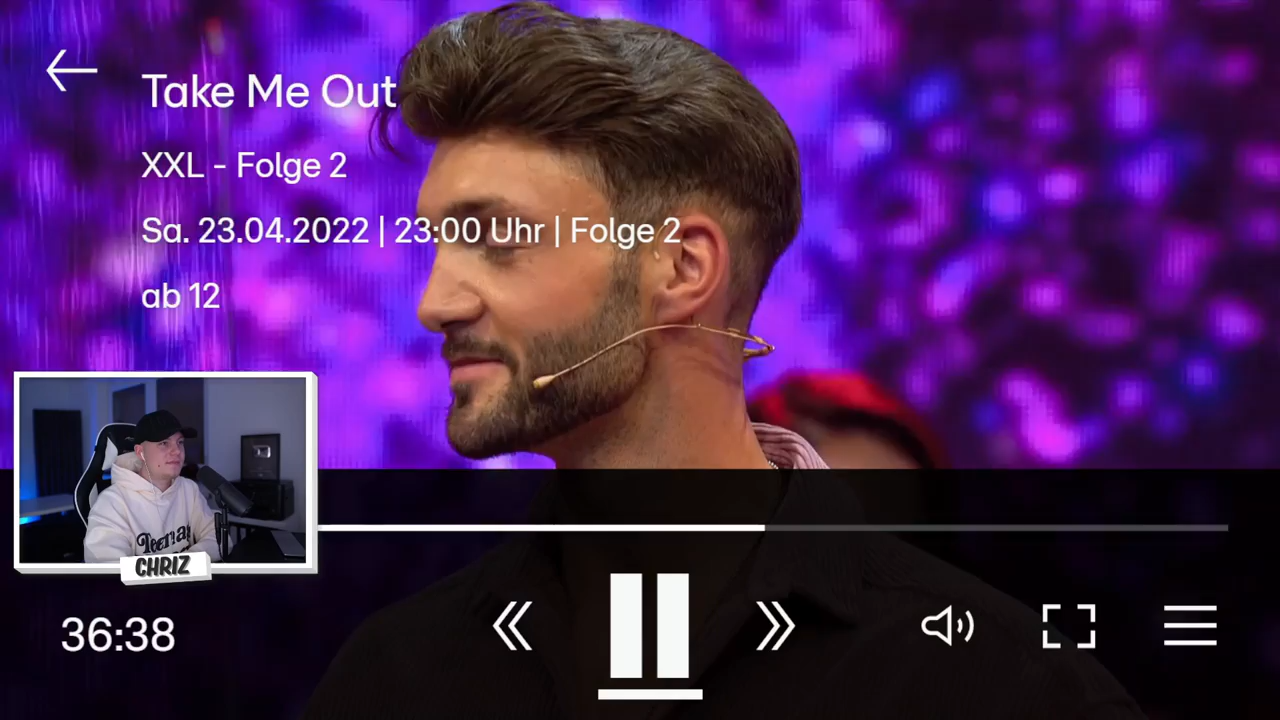 Take Me Out
XXL - Folge 2
Sa. 23.04.2022 | 23:00 Uhr | Folge 2
ab 12
CHRIZ
36:38